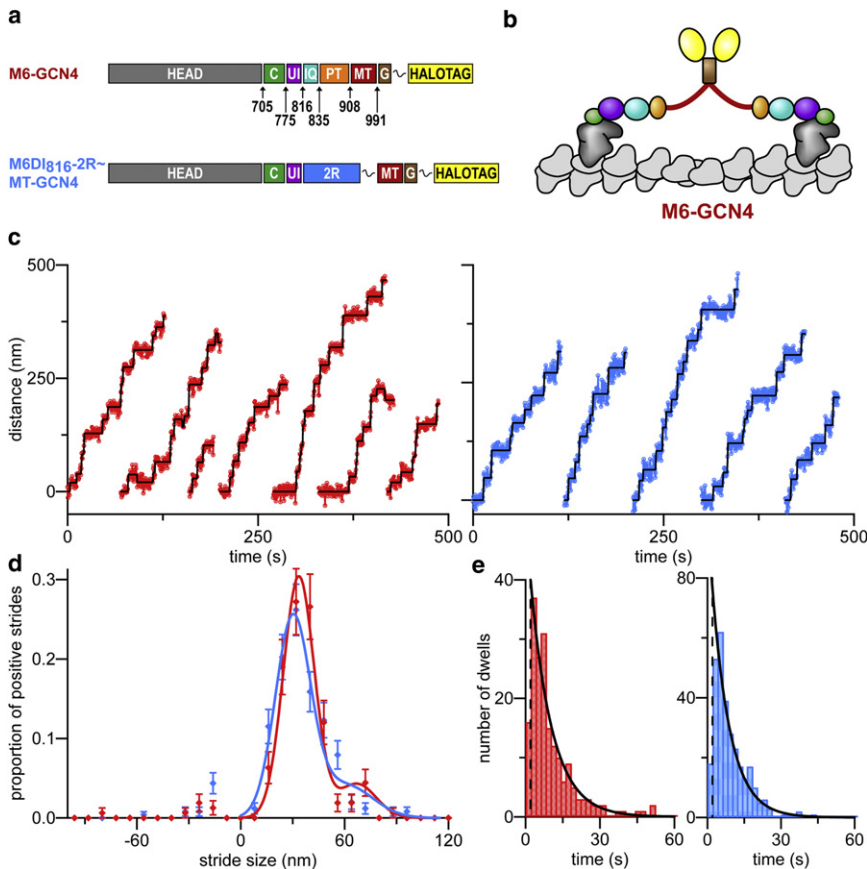 a
M6-GCN4
HEAD C UI IQ PT MT G ~ HALOTAG
705 775 816 835 908 991
M6DI816-2R~
MT-GCN4
HEAD C UI 2R ~ MT G ~ HALOTAG
b
M6-GCN4
c
500
250
0
distance (nm)
0 250 500
time (s)
0 250 500
time (s)
d
0.3
0.2
0.1
0.0
proportion of positive strides
-60 0 60 120
stride size (nm)
e
40
20
0
number of dwells
0 30 60
time (s)
80
40
0
0 30 60
time (s)